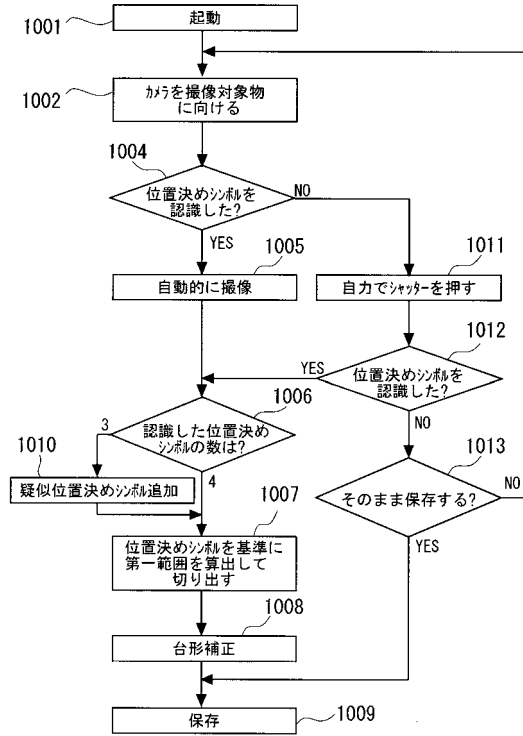 1001
起動
1002
ｶﾒﾗを撮像対象物
に向ける
1004
位置決めｼﾝﾎﾞﾙを
認識した?
NO
YES
1005
自動的に撮像
1011
自力でｼｬｯﾀｰを押す
1012
位置決めｼﾝﾎﾞﾙを
認識した?
YES
NO
1006
認識した位置決め
ｼﾝﾎﾞﾙの数は?
3
4
1010
疑似位置決めｼﾝﾎﾞﾙ追加
1013
そのまま保存する?
NO
YES
1007
位置決めｼﾝﾎﾞﾙを基準に
第一範囲を算出して
切り出す
1008
台形補正
保存
1009